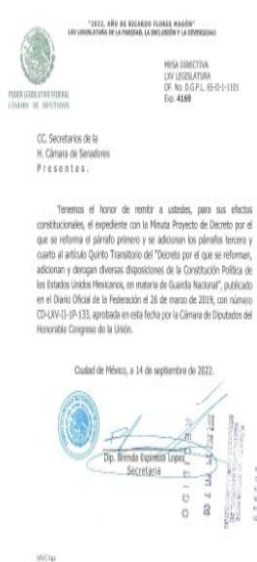 "2022, AÑO DE RICARDO FLORES MAGÓN"
LXV LEGISLATURA DE LA PARIDAD, LA INCLUSIÓN Y LA DIVERSIDAD
PODER LEGISLATIVO FEDERAL
CÁMARA DE DIPUTADOS
MESA DIRECTIVA
LXV LEGISLATURA
OF. No. D.G.P.L. 65-II-1-1101
Exp. 4169
CC. Secretarios de la
H. Cámara de Senadores
P r e s e n t e s .
Tenemos el honor de remitir a ustedes, para sus efectos
constitucionales, el expediente con la Minuta Proyecto de Decreto por el
que se reforma el párrafo primero y se adicionan los párrafos tercero y
cuarto al artículo Quinto Transitorio del "Decreto por el que se reforman,
adicionan y derogan diversas disposiciones de la Constitución Política de
los Estados Unidos Mexicanos, en materia de Guardia Nacional", publicado
en el Diario Oficial de la Federación el 26 de marzo de 2019, con número
CD-LXV-II-1P-133, aprobada en esta fecha por la Cámara de Diputados del
Honorable Congreso de la Unión.
Ciudad de México, a 14 de septiembre de 2022.
Dip. Brenda Espinoza Lopez
Secretaria
RECIBIDO